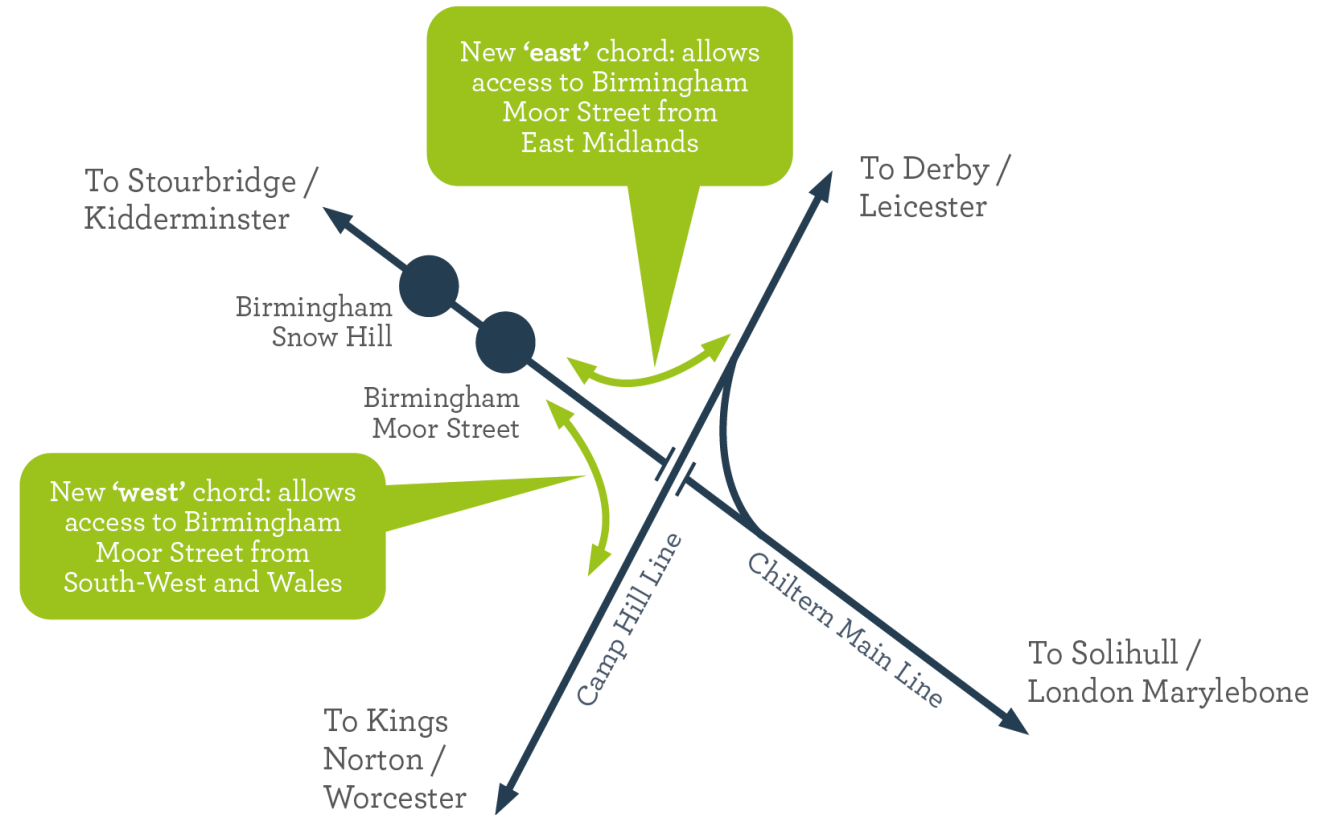 New ‘east’ chord: allows
access to Birmingham
Moor Street from
East Midlands
To Stourbridge /
Kidderminster
To Derby /
Leicester
Birmingham
Snow Hill
Birmingham
Moor Street
New ‘west’ chord: allows
access to Birmingham
Moor Street from
South-West and Wales
Camp Hill Line
Chiltern Main Line
To Solihull /
London Marylebone
To Kings
Norton /
Worcester